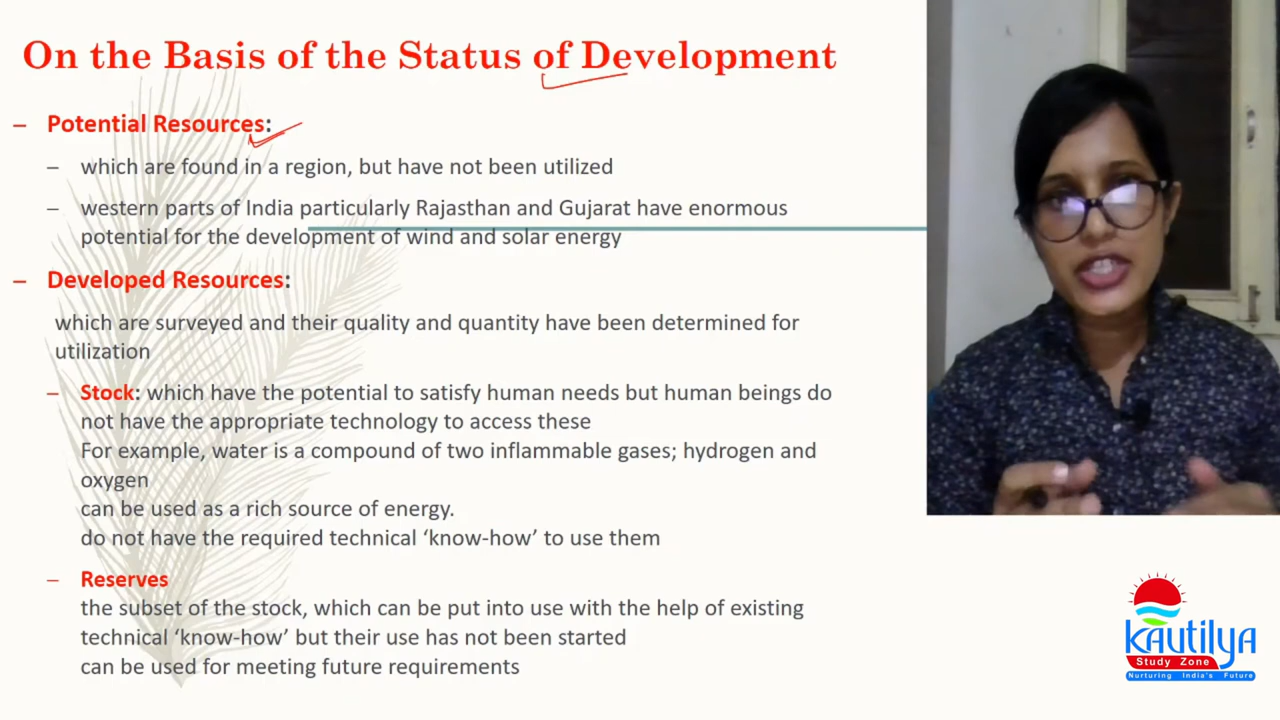 On the Basis of the Status of Development
– Potential Resources:
– which are found in a region, but have not been utilized
– western parts of India particularly Rajasthan and Gujarat have enormous
potential for the development of wind and solar energy
– Developed Resources:
which are surveyed and their quality and quantity have been determined for
utilization
– Stock: which have the potential to satisfy human needs but human beings do
not have the appropriate technology to access these
For example, water is a compound of two inflammable gases; hydrogen and
oxygen
can be used as a rich source of energy.
do not have the required technical ‘know-how’ to use them
– Reserves
the subset of the stock, which can be put into use with the help of existing
technical ‘know-how’ but their use has not been started
can be used for meeting future requirements
kautilya
Study Zone
Nurturing India's Future